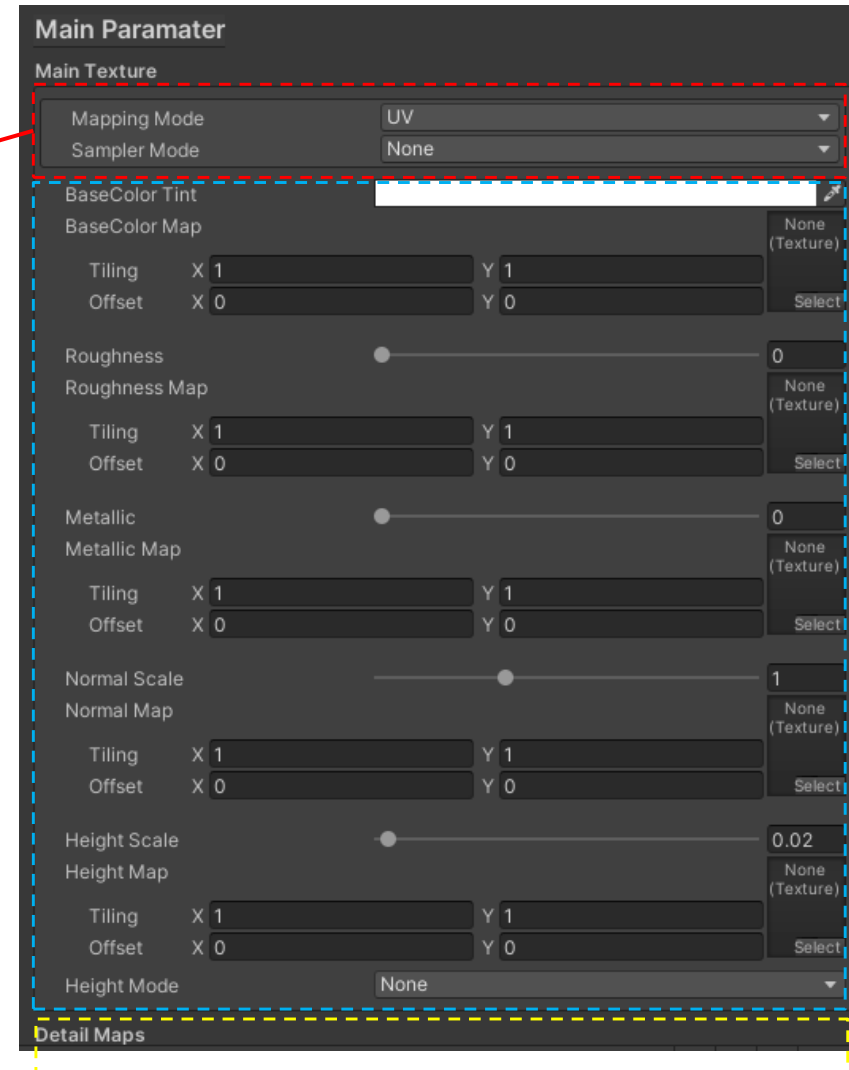 Main Paramater
Main Texture
Mapping Mode UV
Sampler Mode None
BaseColor Tint
BaseColor Map None
(Texture)
Tiling X 1 Y 1
Offset X 0 Y 0 Select
Roughness 0
Roughness Map None
(Texture)
Tiling X 1 Y 1
Offset X 0 Y 0 Select
Metallic 0
Metallic Map None
(Texture)
Tiling X 1 Y 1
Offset X 0 Y 0 Select
Normal Scale 1
Normal Map None
(Texture)
Tiling X 1 Y 1
Offset X 0 Y 0 Select
Height Scale 0.02
Height Map None
(Texture)
Tiling X 1 Y 1
Offset X 0 Y 0 Select
Height Mode None
Detail Maps